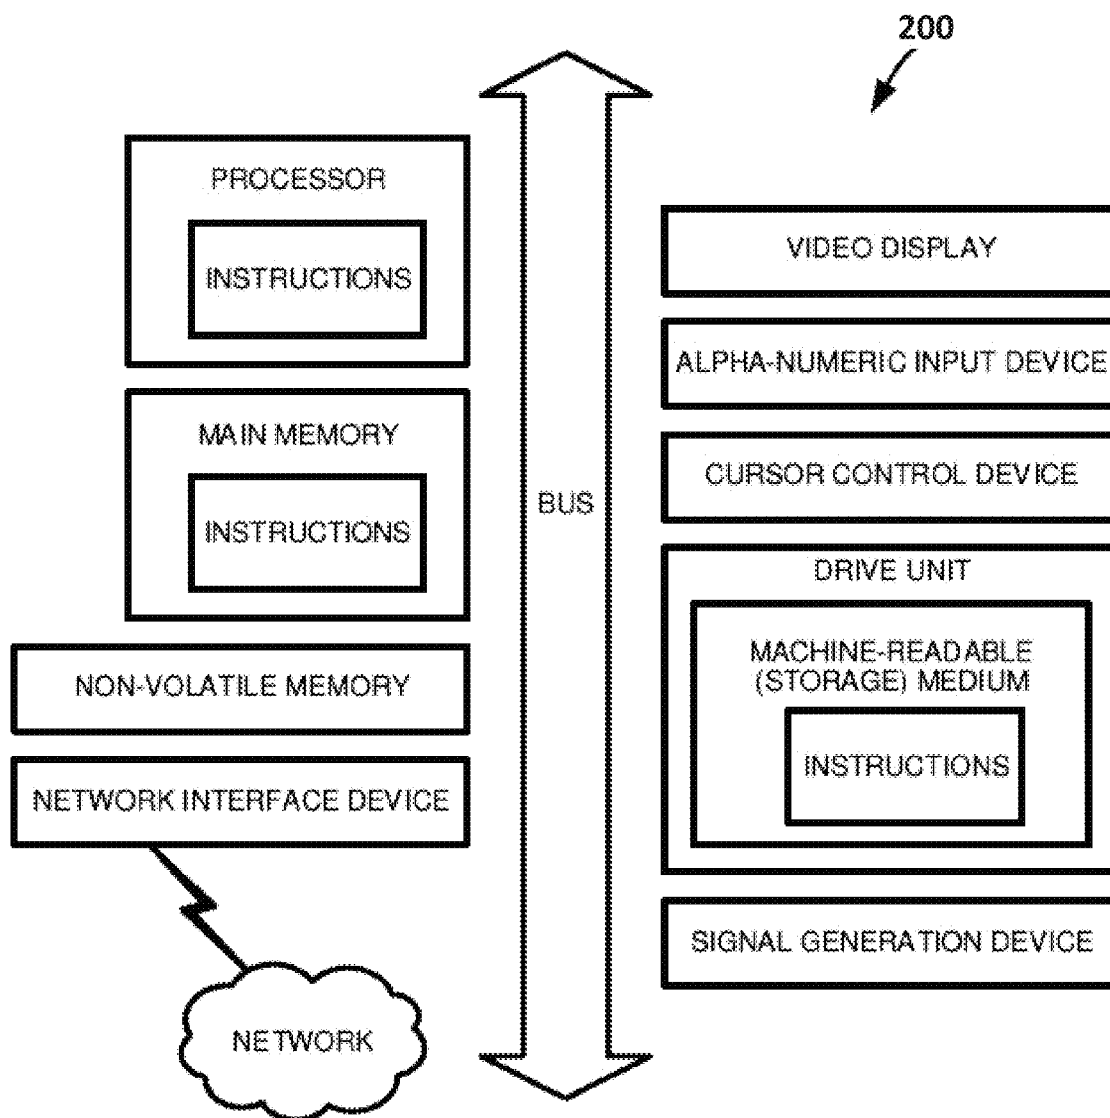 200
PROCESSOR
INSTRUCTIONS
MAIN MEMORY
INSTRUCTIONS
NON-VOLATILE MEMORY
NETWORK INTERFACE DEVICE
NETWORK
BUS
VIDEO DISPLAY
ALPHA-NUMERIC INPUT DEVICE
CURSOR CONTROL DEVICE
DRIVE UNIT
MACHINE-READABLE
(STORAGE) MEDIUM
INSTRUCTIONS
SIGNAL GENERATION DEVICE